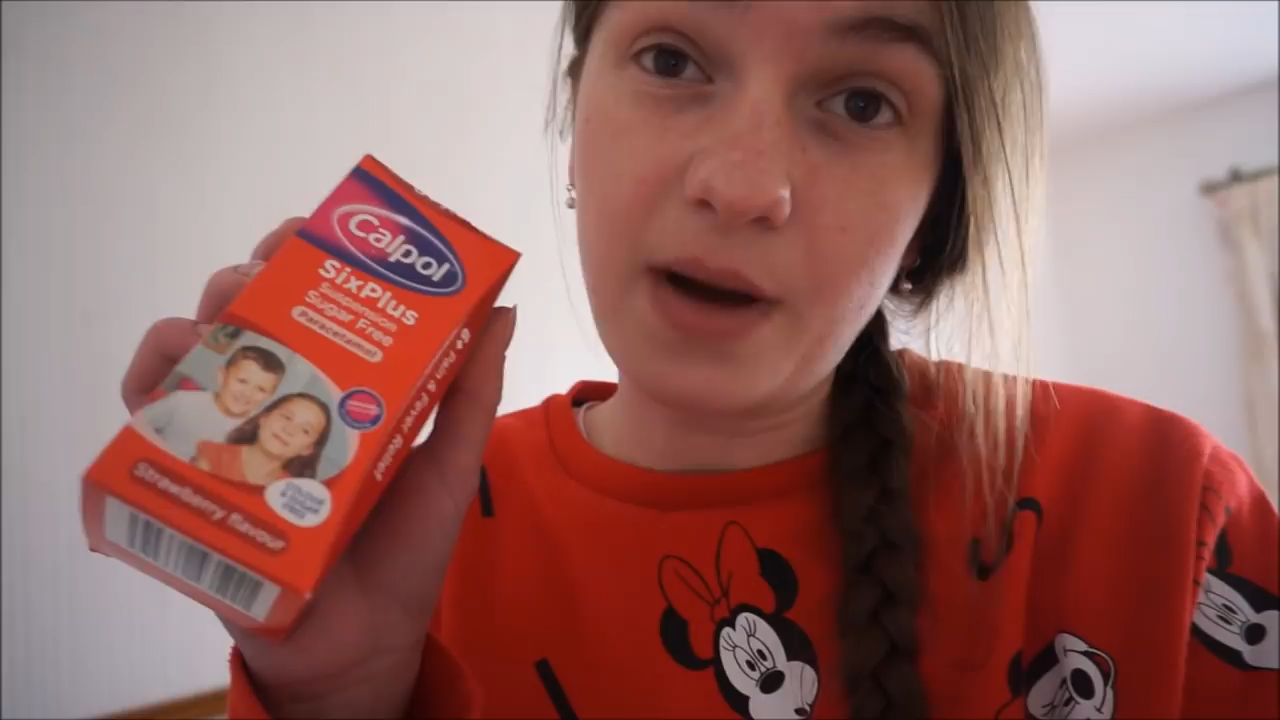 Calpol
SixPlus
Suspension
Sugar Free
Paracetamol
6+ Pain & Fever Relief
Strawberry flavour